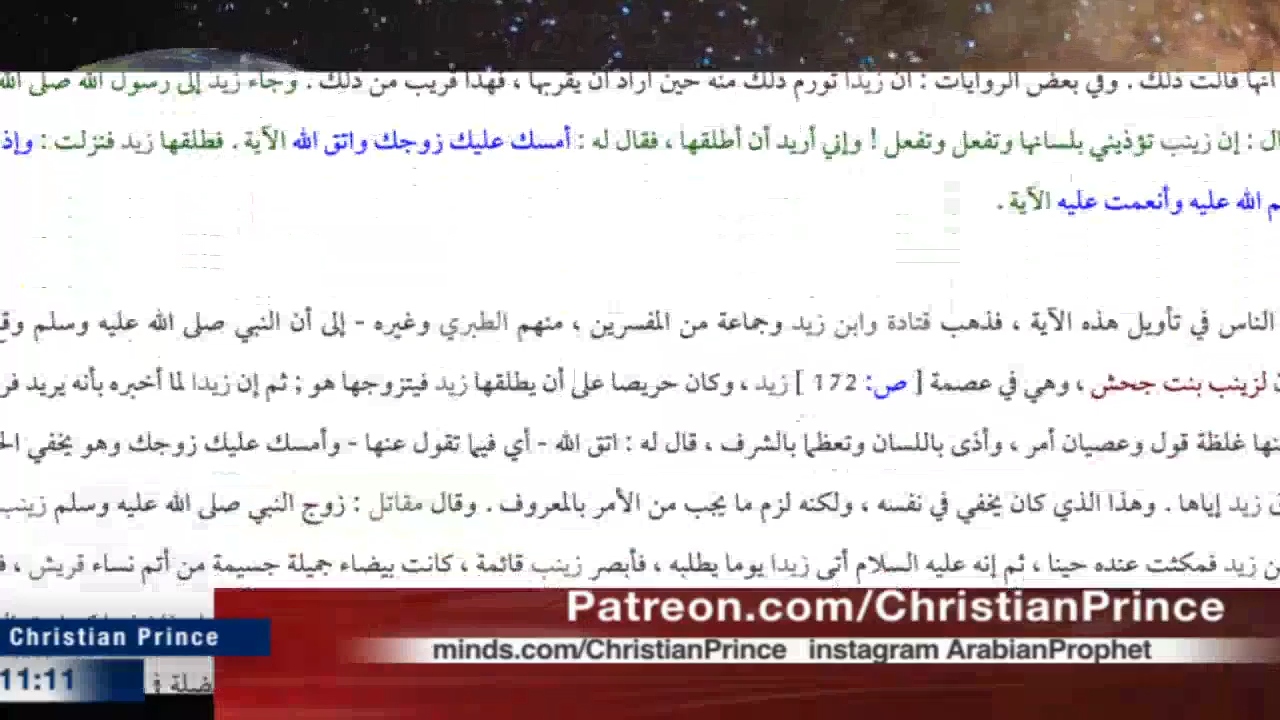 انها قالت ذلك . وفي بعض الروايات : أن زيدا تورم ذلك منه حين أراد أن يقربها ، فهذا قريب من ذلك . وجاء زيد إلى رسول الله صلى الله
ال : إن زينب تؤذيني بلسانها وتفعل وتفعل ! وإني أريد أن أطلقها ، فقال له : أمسك عليك زوجك واتق الله الآية . فطلقها زيد فنزلت : وإذ
م الله عليه وأنعمت عليه الآية .
الناس في تأويل هذه الآية ، فذهب قتادة وابن زيد وجماعة من المفسرين ، منهم الطبري وغيره - إلى أن النبي صلى الله عليه وسلم وق
لزينب بنت جحش ، وهي في عصمة [ ص: 172 ] زيد ، وكان حريصا على أن يطلقها زيد فيتزوجها هو ; ثم إن زيدا لما أخبره بأنه يريد فر
نها غلظة قول وعصيان أمر ، وأذى باللسان وتعظما بالشرف ، قال له : اتق الله - أي فيما تقول عنها - وأمسك عليك زوجك وهو يخفي الح
زيد إياها . وهذا الذي كان يخفي في نفسه ، ولكنه لزم ما يجب من الأمر بالمعروف . وقال مقاتل : زوج النبي صلى الله عليه وسلم زينب
ن زيد فمكثت عنده حينا ، ثم إنه عليه السلام أتى زيدا يوما يطلبه ، فأبصر زينب قائمة ، كانت بيضاء جميلة جسيمة من أتم نساء قريش ، ف
Patreon.com/ChristianPrince
Christian Prince
minds.com/ChristianPrince instagram ArabianProphet
11:11